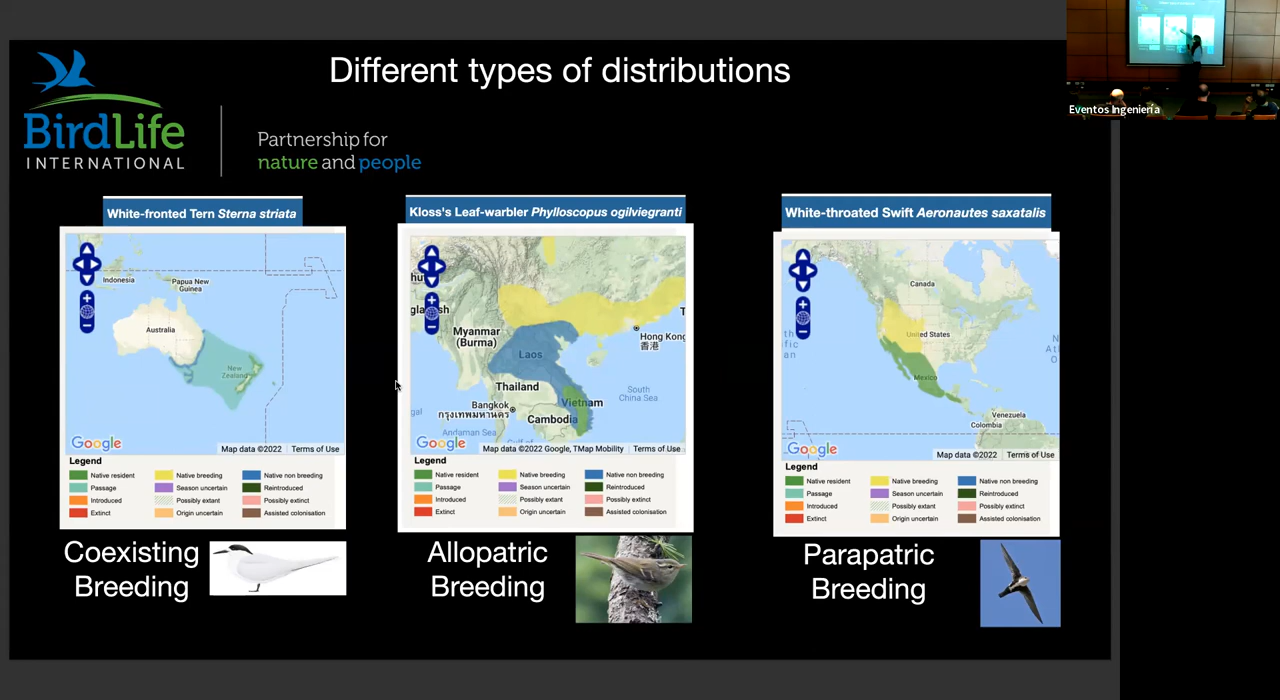 Different types of distributions
Eventos Ingeniería
BirdLife
INTERNATIONAL
Partnership for
nature and people
White-fronted Tern Sterna striata
Indonesia
Papua New
Guinea
Australia
New
Zealand
Google
Map data ©2022
Terms of Use
Legend
Native resident
Native breeding
Native non breeding
Passage
Season uncertain
Reintroduced
Introduced
Possibly extant
Possibly extinct
Extinct
Origin uncertain
Assisted colonisation
Coexisting
Breeding
Kloss's Leaf-warbler Phylloscopus ogilviegranti
Myanmar
(Burma)
Hong Kong
香港
Laos
Thailand
South
China Sea
Bangkok
กรุงเทพมหานคร
Vietnam
Cambodia
Andaman Sea
Gulf of
Google
Map data ©2022 Google, TMap Mobility
Terms of Use
Legend
Native resident
Native breeding
Native non breeding
Passage
Season uncertain
Reintroduced
Introduced
Possibly extant
Possibly extinct
Extinct
Origin uncertain
Assisted colonisation
Allopatric
Breeding
White-throated Swift Aeronautes saxatalis
Canada
United States
Mexico
Venezuela
Colombia
Google
Map data ©2022
Terms of Use
Legend
Native resident
Native breeding
Native non breeding
Passage
Season uncertain
Reintroduced
Introduced
Possibly extant
Possibly extinct
Extinct
Origin uncertain
Assisted colonisation
Parapatric
Breeding